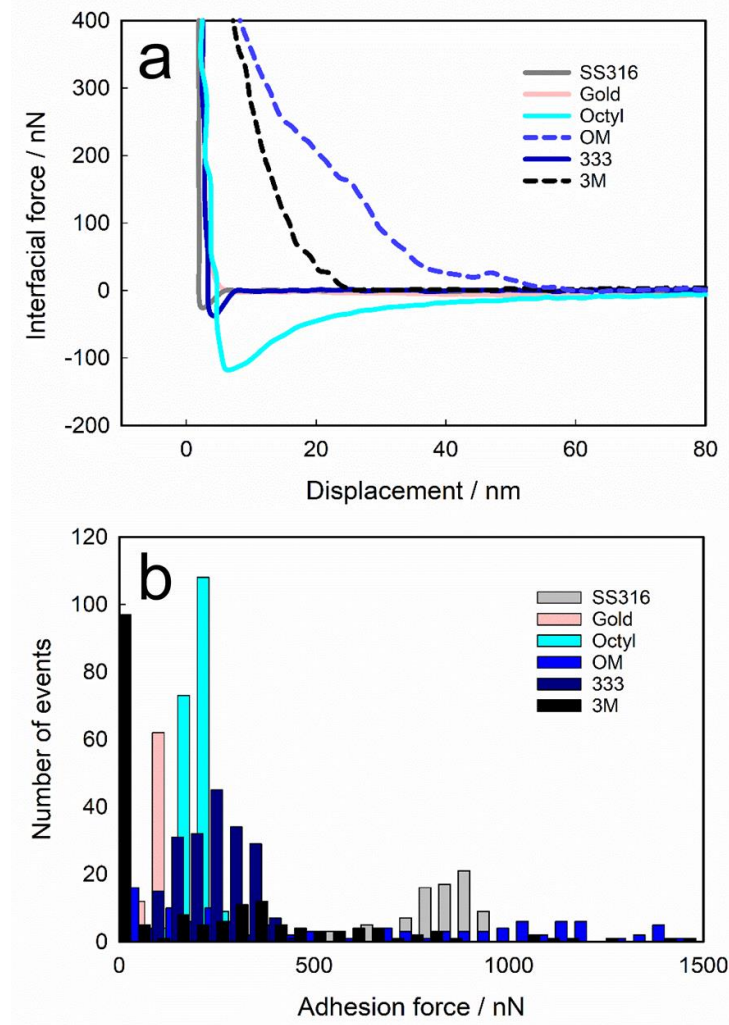 a
400
300
200
100
0
-100
-200
Interfacial force / nN
SS316
Gold
Octyl
OM
333
3M
0 20 40 60 80
Displacement / nm
b
120
100
80
60
40
20
0
Number of events
SS316
Gold
Octyl
OM
333
3M
0 500 1000 1500
Adhesion force / nN